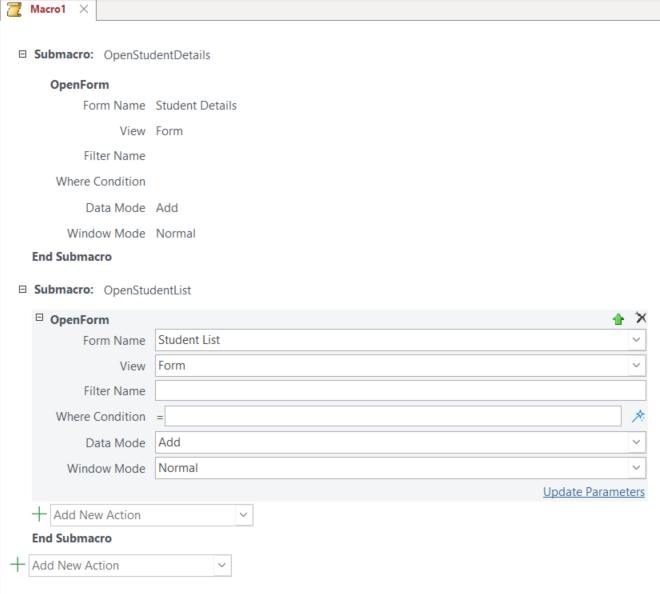 Macro1
Submacro: OpenStudentDetails
OpenForm
Form Name Student Details
View Form
Filter Name
Where Condition
Data Mode Add
Window Mode Normal
End Submacro
Submacro: OpenStudentList
OpenForm
Form Name Student List
View Form
Filter Name
Where Condition =
Data Mode Add
Window Mode Normal
Update Parameters
Add New Action
End Submacro
Add New Action